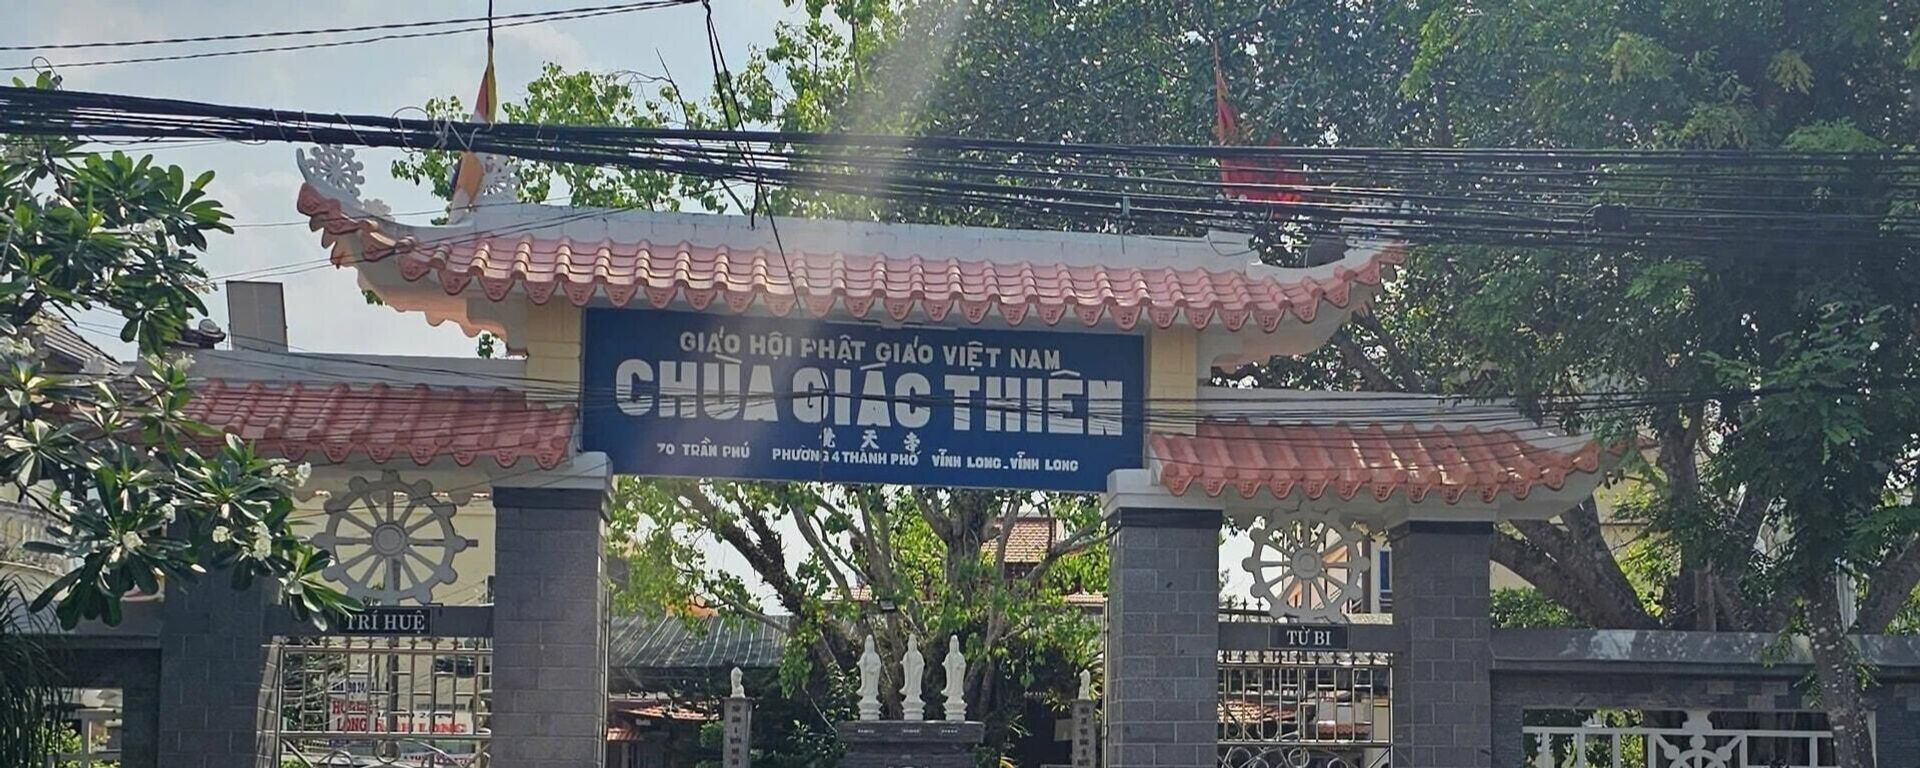 GIÁO HỘI PHẬT GIÁO VIỆT NAM
CHÙA GIÁC THIÊN
覺天寺
70 TRẦN PHÚ PHƯỜNG 4 THÀNH PHỐ VĨNH LONG - VĨNH LONG
TRÍ HUỆ
TỪ BI
LONG